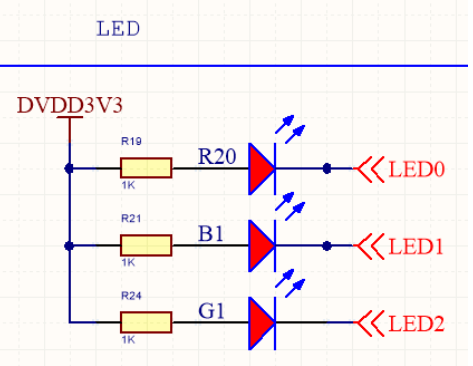 LED
DVDD3V3
R19
R20
1K
LED0
R21
B1
1K
LED1
R24
G1
1K
LED2